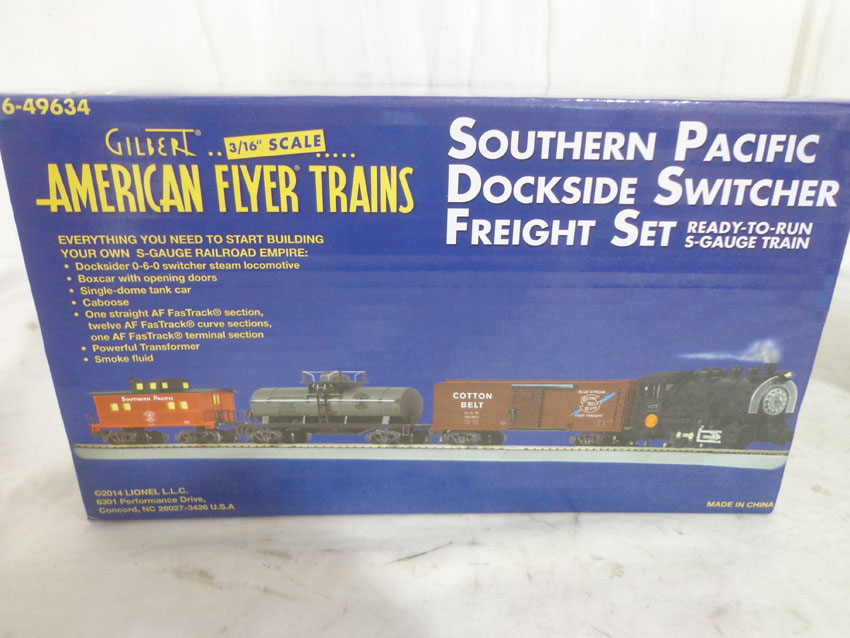 6-49634
GILBERT®
..3/16" SCALE.....
AMERICAN FLYER® TRAINS
SOUTHERN PACIFIC
DOCKSIDE SWITCHER
FREIGHT SET
READY-TO-RUN
S-GAUGE TRAIN
EVERYTHING YOU NEED TO START BUILDING
YOUR OWN S-GAUGE RAILROAD EMPIRE:
• Docksider 0-6-0 switcher steam locomotive
• Boxcar with opening doors
• Single-dome tank car
• Caboose
• One straight AF FasTrack® section,
twelve AF FasTrack® curve sections,
one AF FasTrack® terminal section
• Powerful Transformer
• Smoke fluid
SOUTHERN PACIFIC
COTTON
BELT
BLUE STREAK
FAST FREIGHT
©2014 LIONEL L.L.C.
6301 Performance Drive,
Concord, NC 28027-3426 U.S.A
MADE IN CHINA